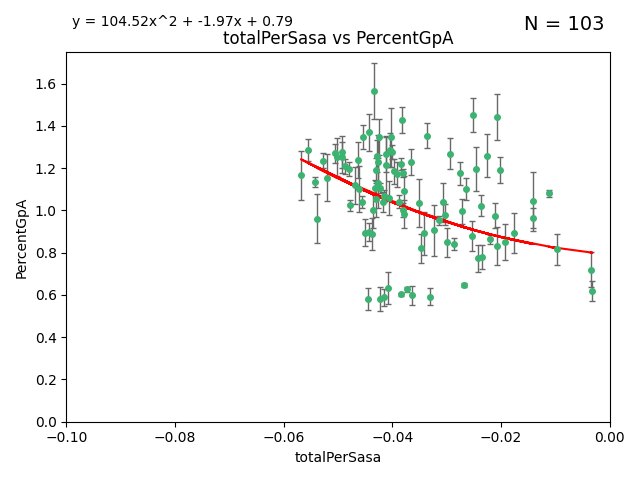 y = 104.52x^2 + -1.97x + 0.79
N = 103
totalPerSasa vs PercentGpA
PercentGpA
1.6
1.4
1.2
1.0
0.8
0.6
0.4
0.2
0.0
−0.10 −0.08 −0.06 −0.04 −0.02 0.00
totalPerSasa